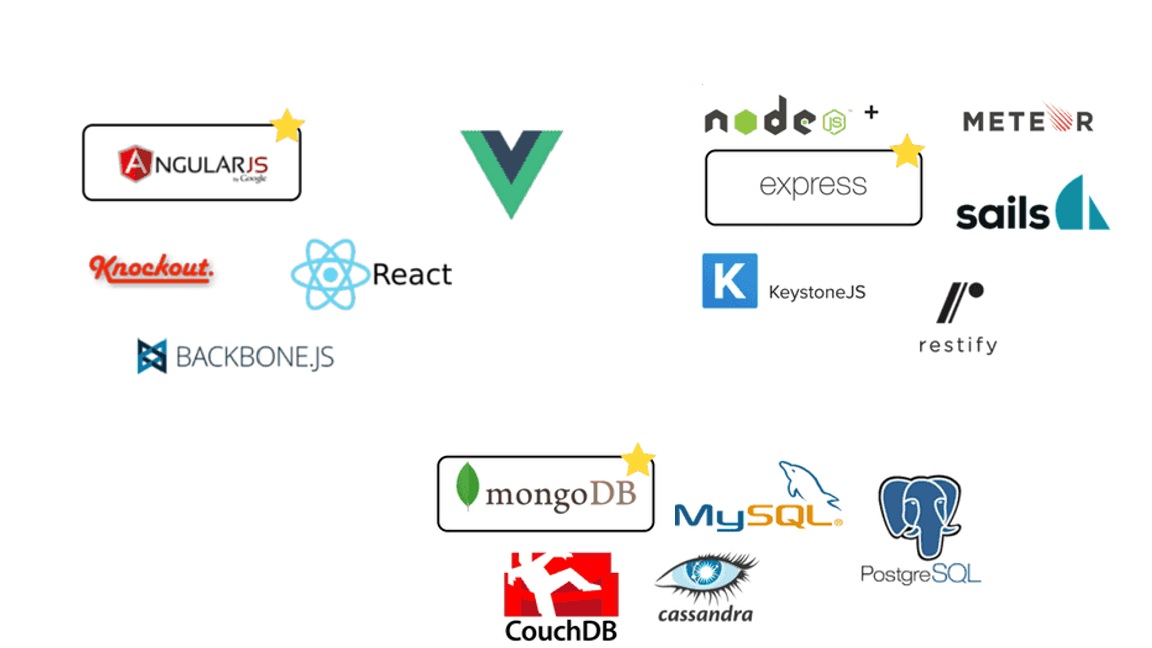 ANGULARJS
by Google
Knockout.
React
BACKBONE.JS
node JS ™ +
express
METEOR
sails
K KeystoneJS
restify
mongoDB
MySQL®
PostgreSQL
CouchDB
cassandra